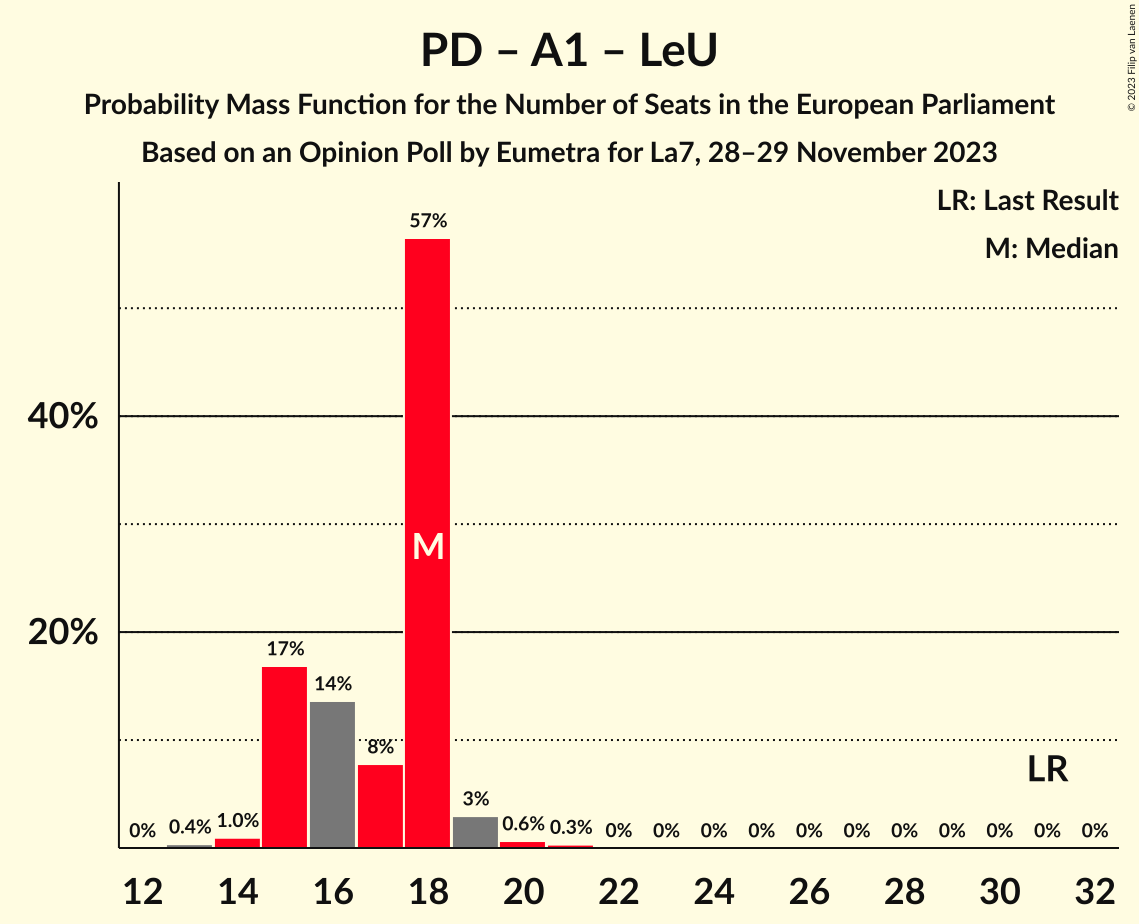 PD – A1 – LeU
Probability Mass Function for the Number of Seats in the European Parliament
Based on an Opinion Poll by Eumetra for La7, 28–29 November 2023
© 2023 Filip van Laenen
LR: Last Result
M: Median
57%
40%
M
20%
17%
14%
8%
LR
3%
0% 0.4% 1.0% 0.6% 0.3% 0% 0% 0% 0% 0% 0% 0% 0% 0% 0% 0%
12 14 16 18 20 22 24 26 28 30 32